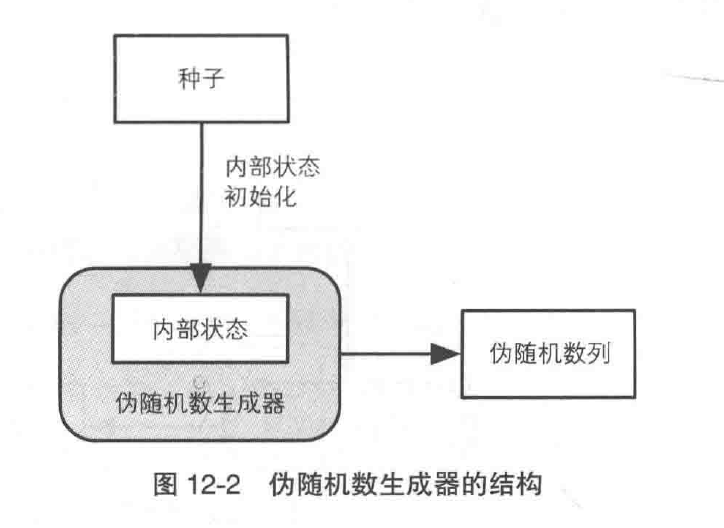 种子
内部状态
初始化
内部状态
伪随机数列
伪随机数生成器
图 12-2 伪随机数生成器的结构